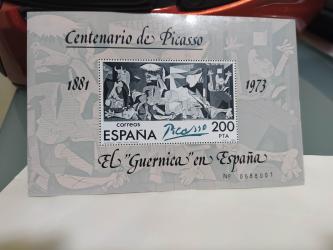 Centenario de Picasso
1881
1973
correos
ESPAÑA
Picasso
200
PTA
El "Guernica" en España
Nº 0688001